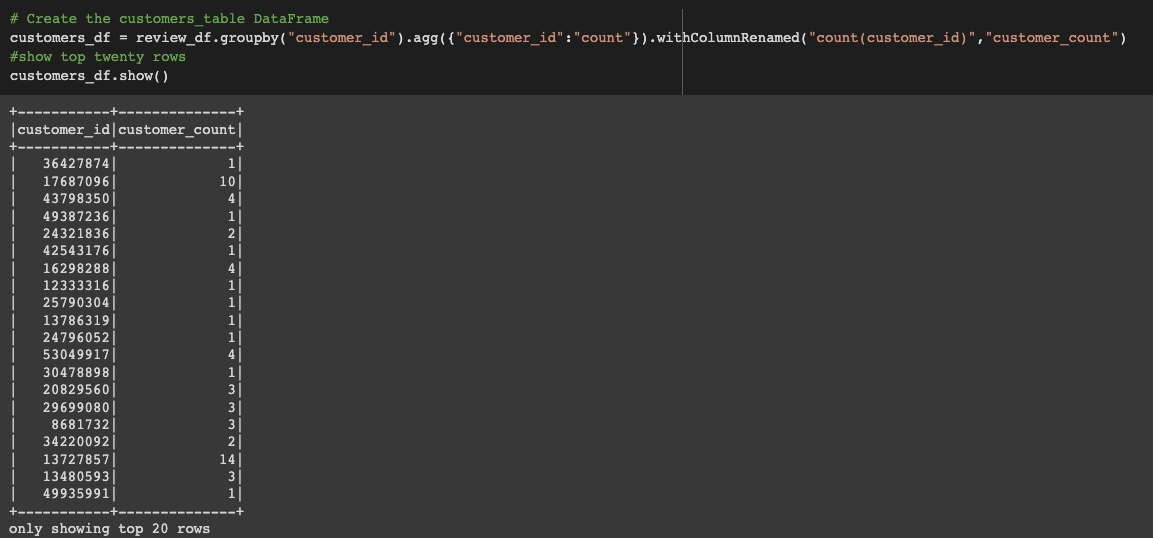 # Create the customers_table DataFrame
customers_df = review_df.groupby("customer_id").agg({"customer_id":"count"}).withColumnRenamed("count(customer_id)","customer_count")
#show top twenty rows
customers_df.show()
+-----------+--------------+
|customer_id|customer_count|
+-----------+--------------+
|   36427874|             1|
|   17687096|            10|
|   43798350|             4|
|   49387236|             1|
|   24321836|             2|
|   42543176|             1|
|   16298288|             4|
|   12333316|             1|
|   25790304|             1|
|   13786319|             1|
|   24796052|             1|
|   53049917|             4|
|   30478898|             1|
|   20829560|             3|
|   29699080|             3|
|    8681732|             3|
|   34220092|             2|
|   13727857|            14|
|   13480593|             3|
|   49935991|             1|
+-----------+--------------+
only showing top 20 rows